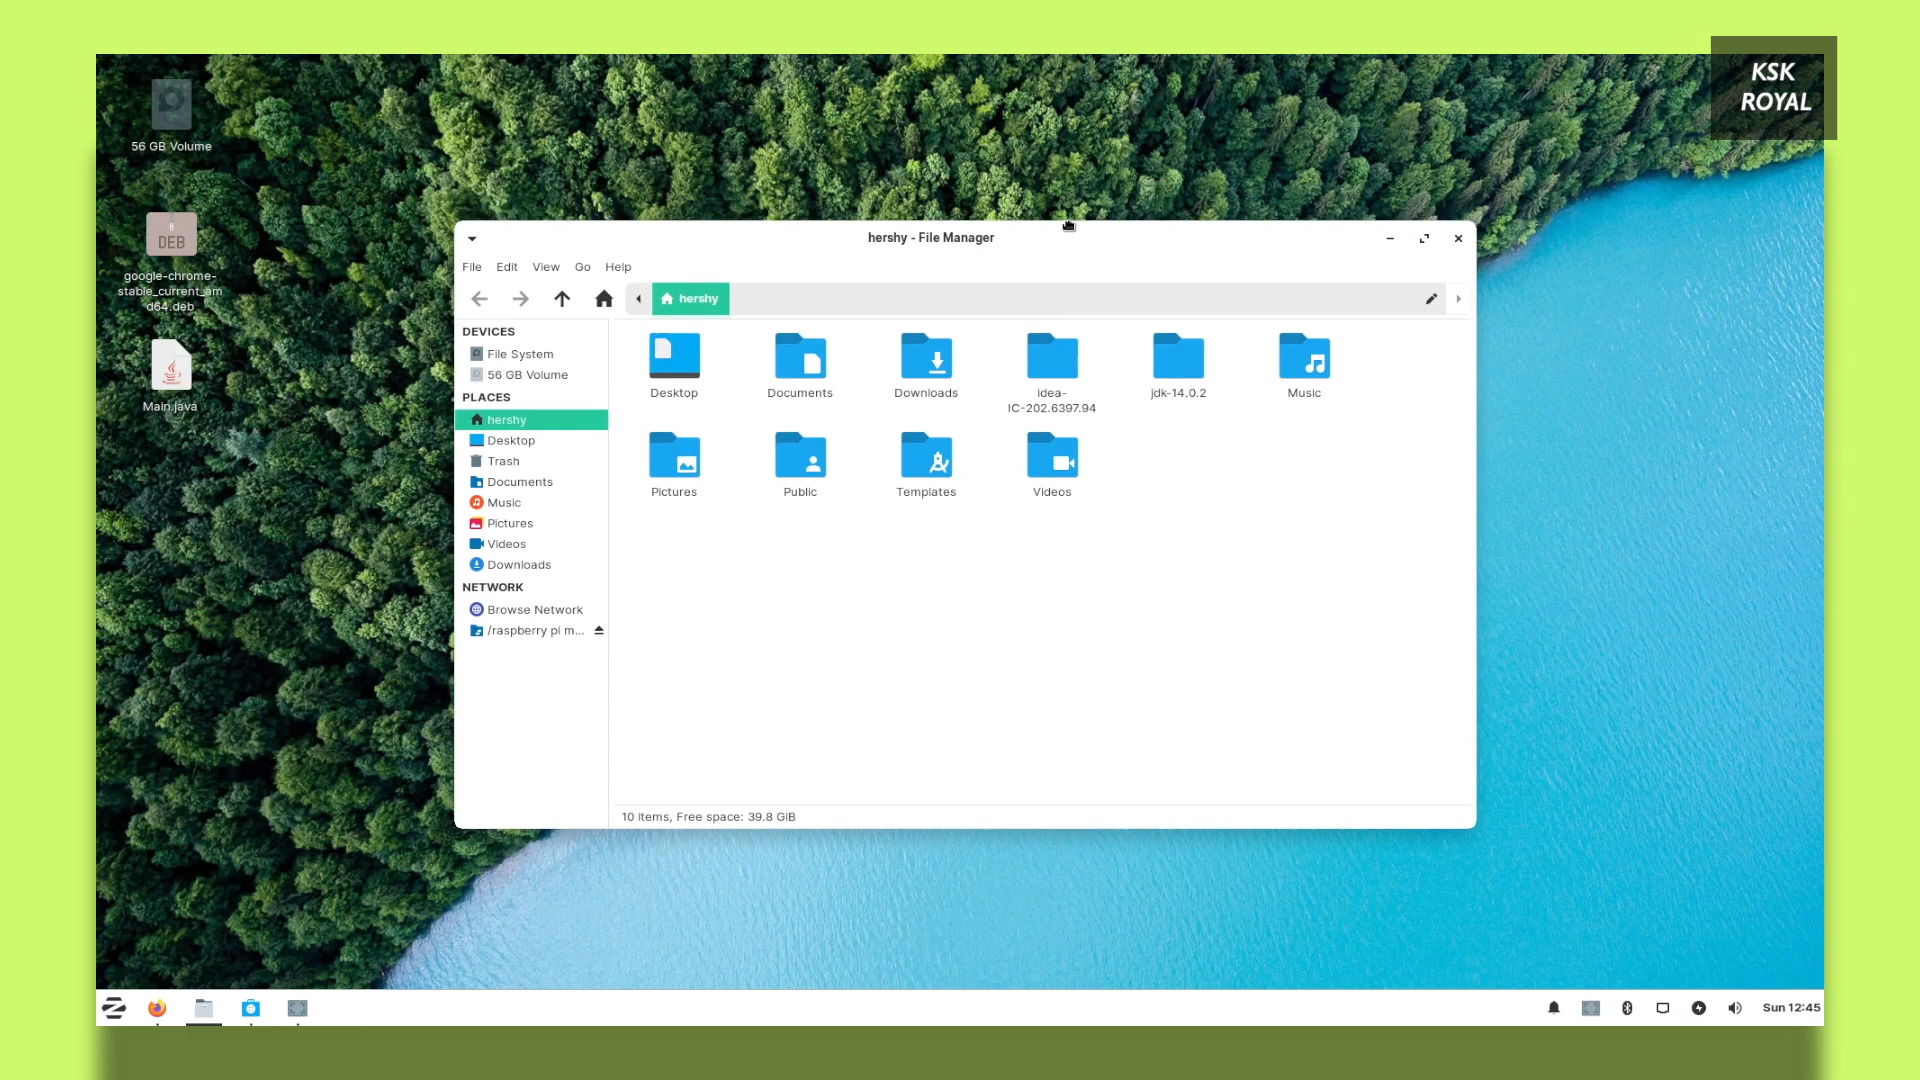 KSK
ROYAL
56 GB Volume
DEB
google-chrome-
stable_current_am
d64.deb
Main.java
hershy - File Manager
File Edit View Go Help
hershy
DEVICES
File System
56 GB Volume
PLACES
hershy
Desktop
Trash
Documents
Music
Pictures
Videos
Downloads
NETWORK
Browse Network
/raspberry pi m...
Desktop
Documents
Downloads
idea-
IC-202.6397.94
jdk-14.0.2
Music
Pictures
Public
Templates
Videos
10 items, Free space: 39.8 GiB
Sun 12:45